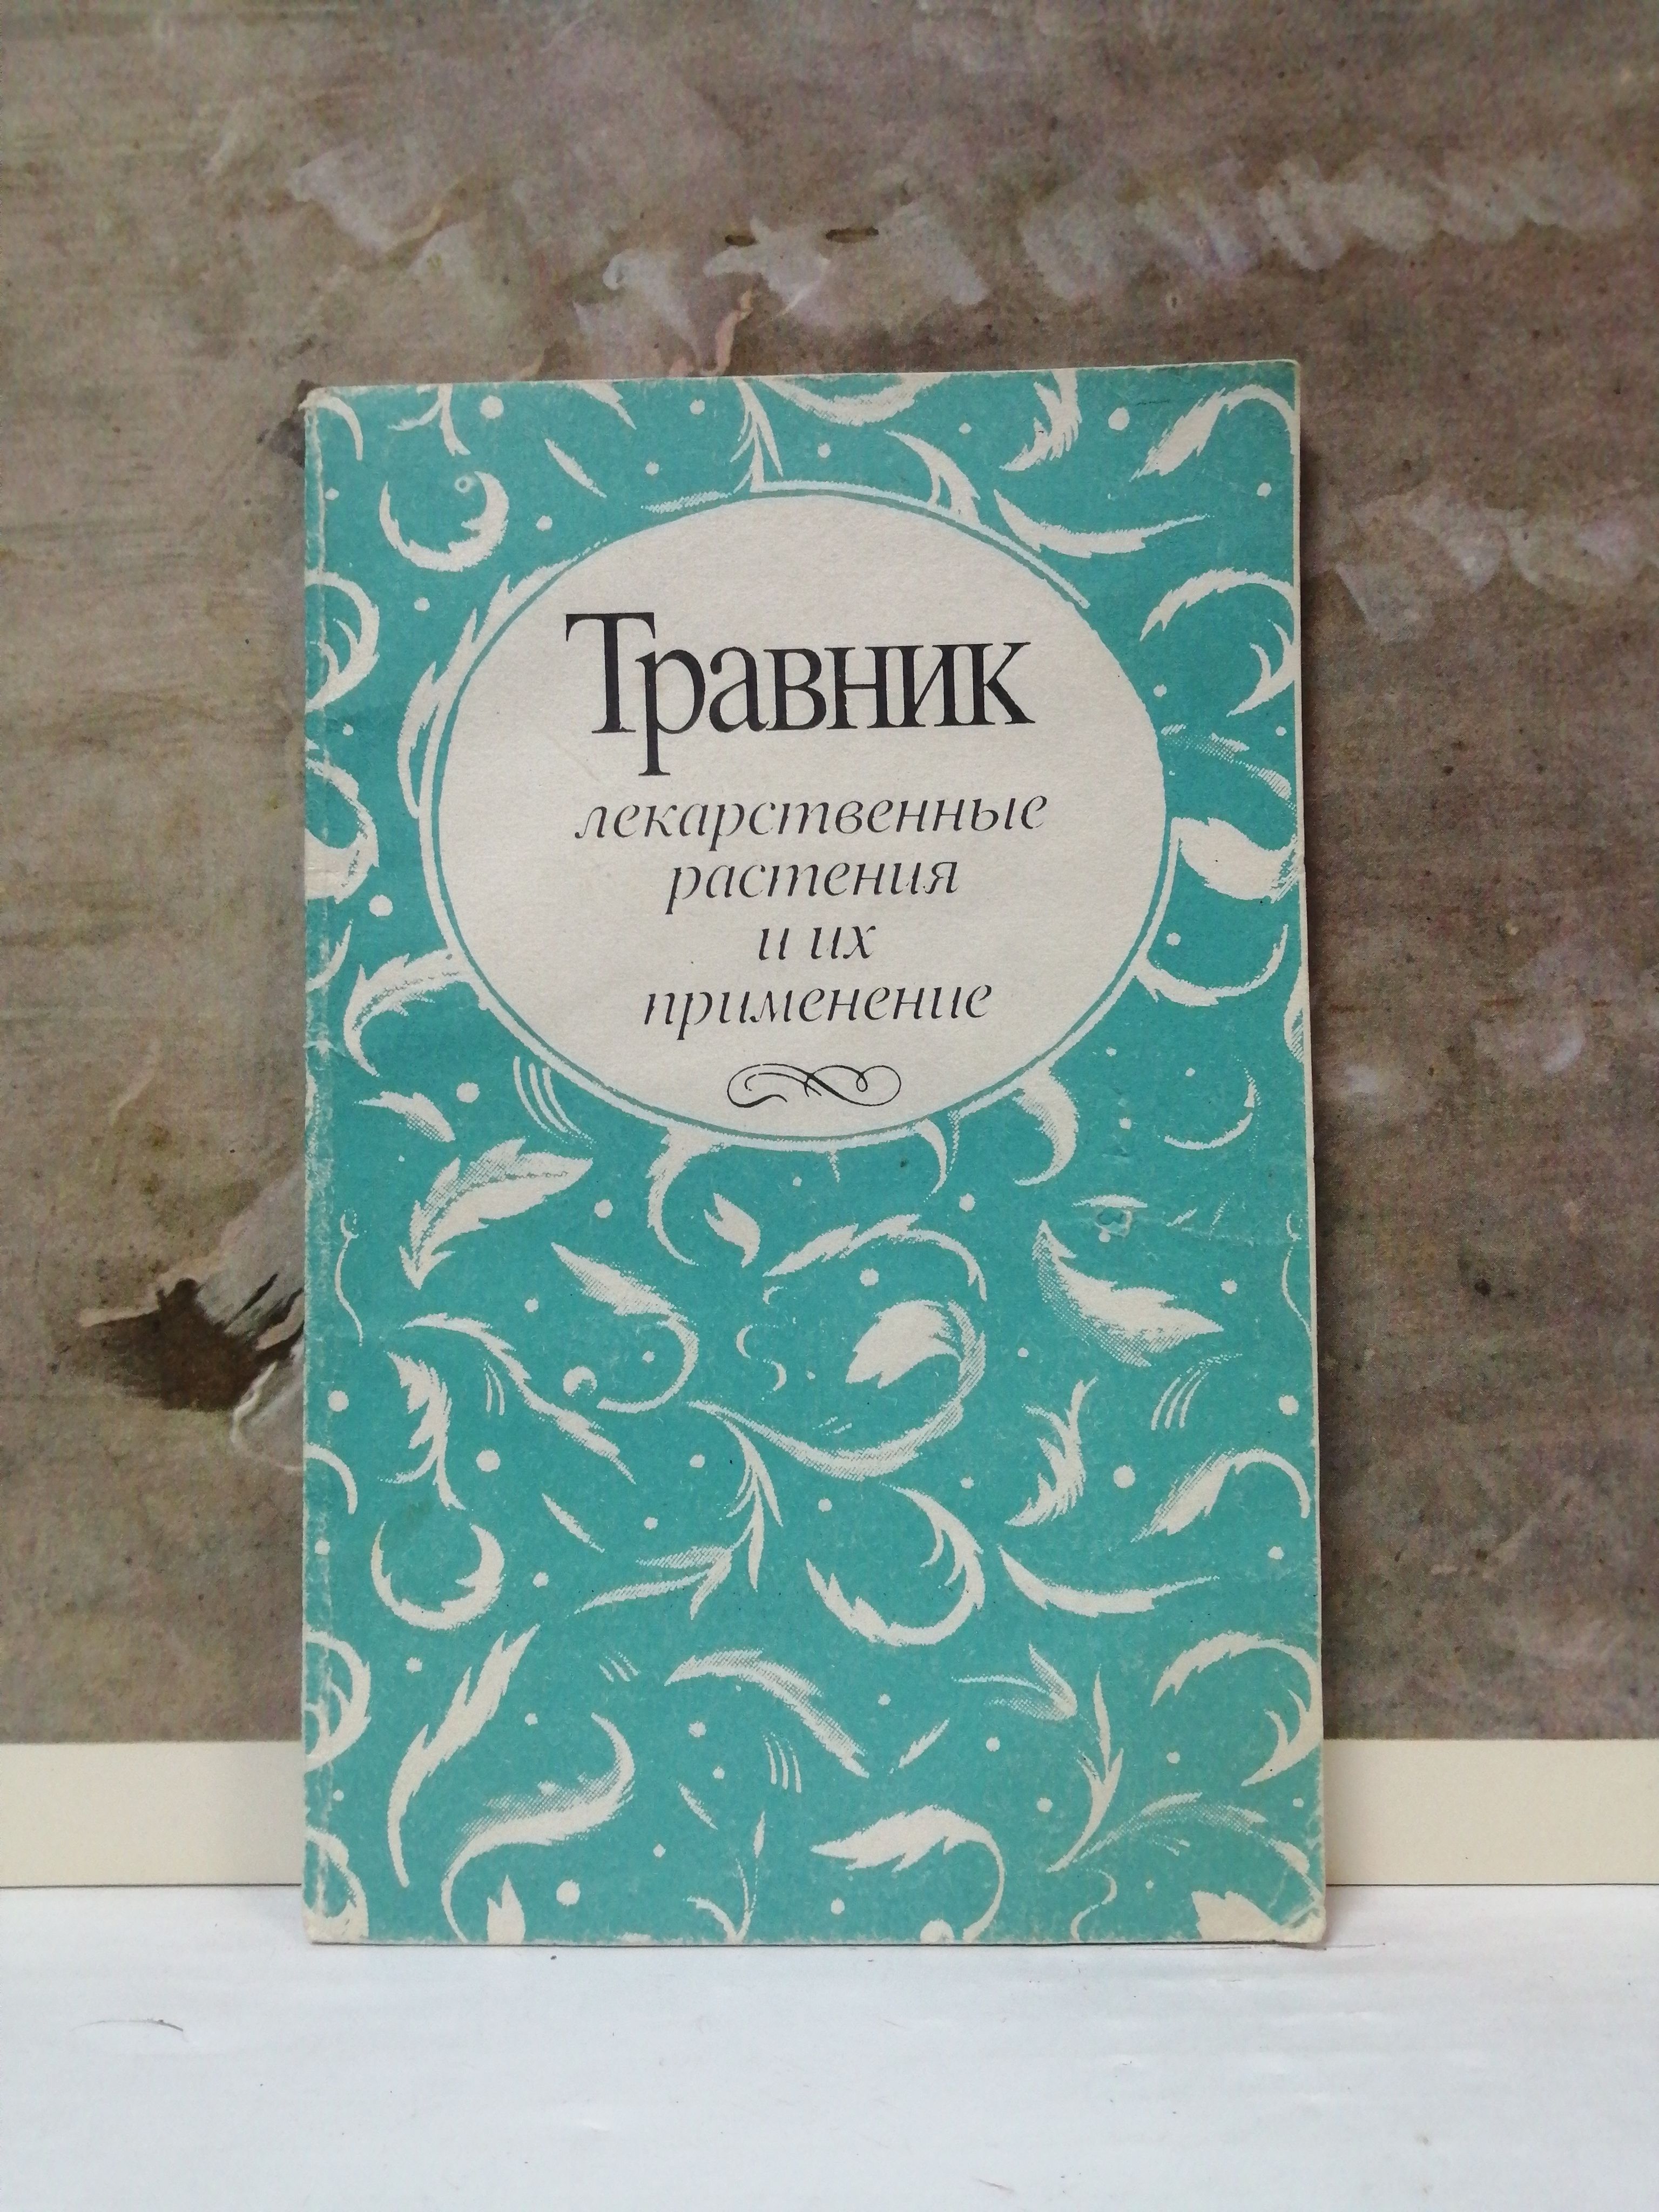 Травник
лекарственные
растения
и их
применение